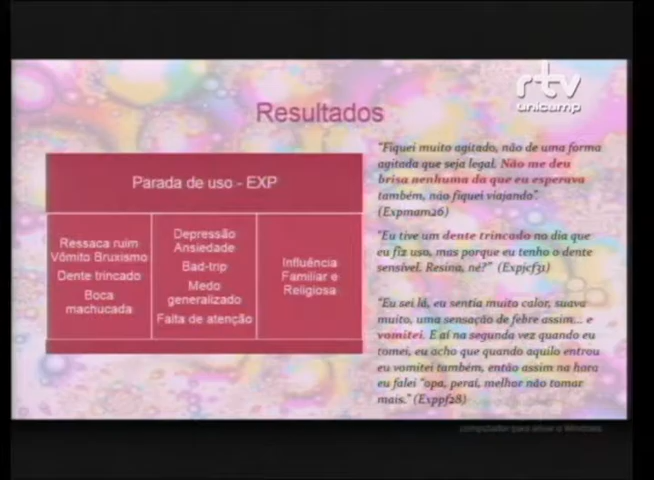 rtv
unicamp
Resultados
Parada de uso - EXP
Ressaca ruim
Vômito Bruxismo
Dente trincado
Boca
machucada
Depressão
Ansiedade
Bad-trip
Medo
generalizado
Falta de atenção
Influência
Familiar e
Religiosa
"Fiquei muito agitado, não de uma forma
agitada que seja legal. Não me deu
brisa nenhuma da que eu esperava
também, não fiquei viajando".
(Expmam26)
"Eu tive um dente trincado no dia que
eu fiz uso, mas porque eu tenho o dente
sensível. Resina, né?" (Expjcf31)
"Eu sei lá, eu sentia muito calor, suava
muito, uma sensação de febre assim... e
vomitei. E aí na segunda vez quando eu
tomei, eu acho que quando aquilo entrou
eu vomitei também, então assim na hora
eu falei "opa, peraí, melhor não tomar
mais." (Exppf28)
computador para ativar o Windows.